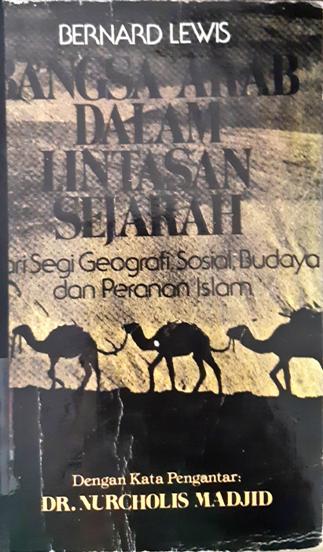 BERNARD LEWIS
BANGSA ARAB
DALAM
LINTASAN
SEJARAH
ari Segi Geografi, Sosial, Budaya
dan Peranan Islam
Dengan Kata Pengantar:
DR. NURCHOLIS MADJID